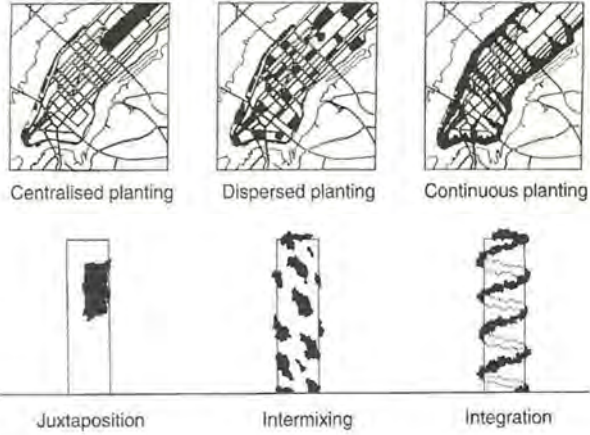 Centralised planting
Dispersed planting
Continuous planting
Juxtaposition
Intermixing
Integration